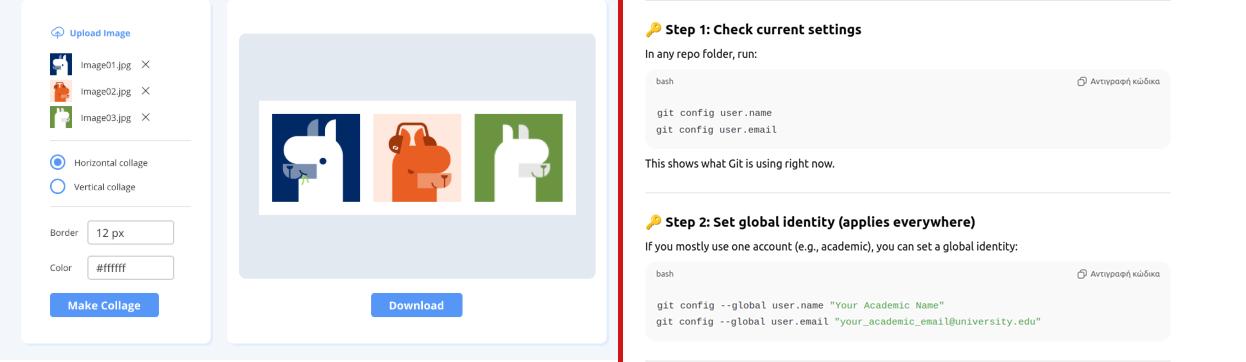 Upload Image
Image01.jpg
Image02.jpg
Image03.jpg
Horizontal collage
Vertical collage
Border 12 px
Color #ffffff
Make Collage
Download
🔑 Step 1: Check current settings
In any repo folder, run:
bash Αντιγραφή κώδικα
git config user.name
git config user.email
This shows what Git is using right now.
🔑 Step 2: Set global identity (applies everywhere)
If you mostly use one account (e.g., academic), you can set a global identity:
bash Αντιγραφή κώδικα
git config --global user.name "Your Academic Name"
git config --global user.email "your_academic_email@university.edu"